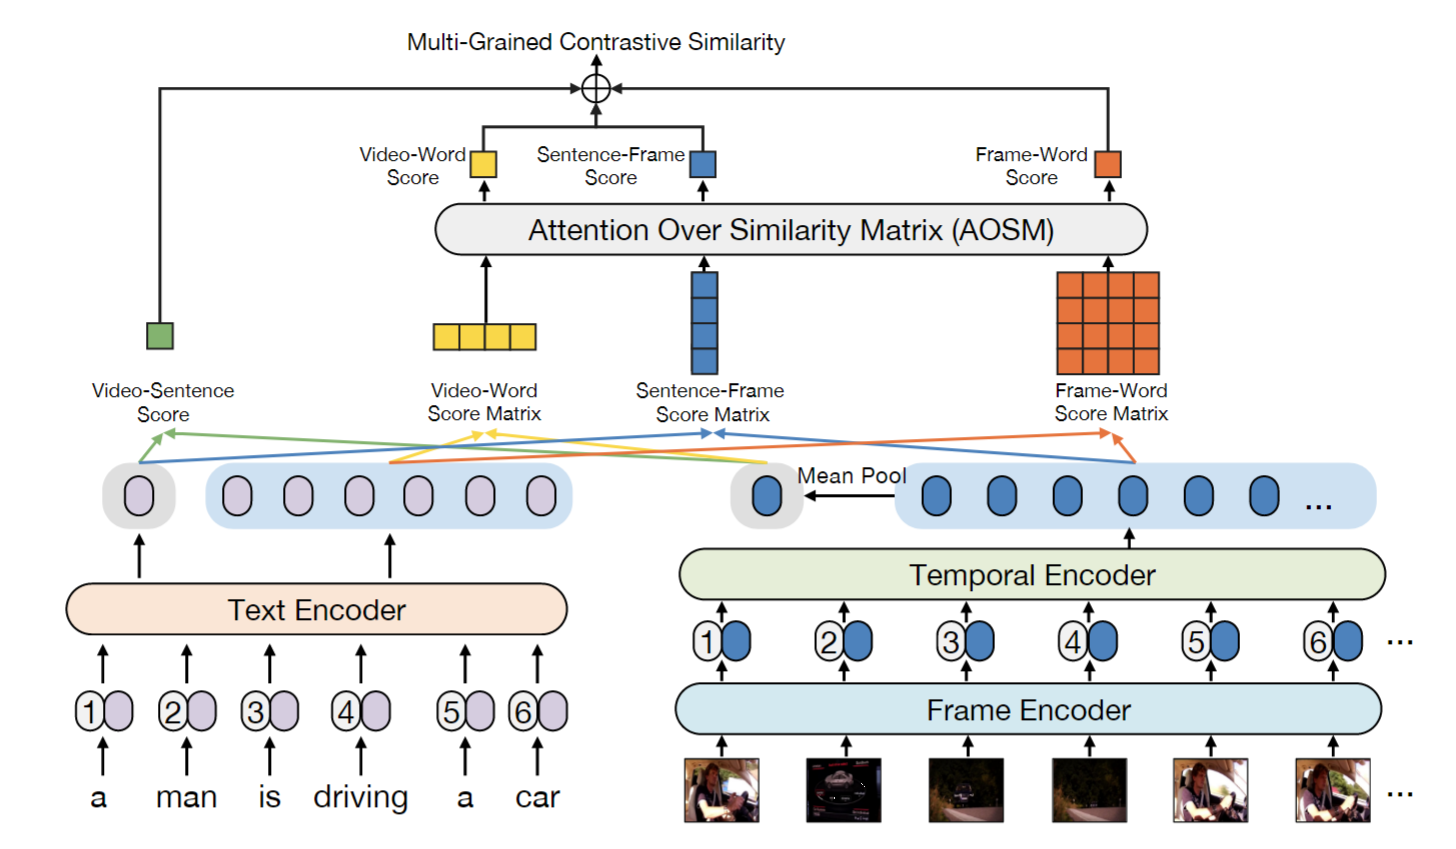 Multi-Grained Contrastive Similarity
Video-Word
Score
Sentence-Frame
Score
Frame-Word
Score
Attention Over Similarity Matrix (AOSM)
Video-Sentence
Score
Video-Word
Score Matrix
Sentence-Frame
Score Matrix
Frame-Word
Score Matrix
Mean Pool
...
Text Encoder
Temporal Encoder
1 2 3 4 5 6 ...
Frame Encoder
1 2 3 4 5 6
a man is driving a car
...